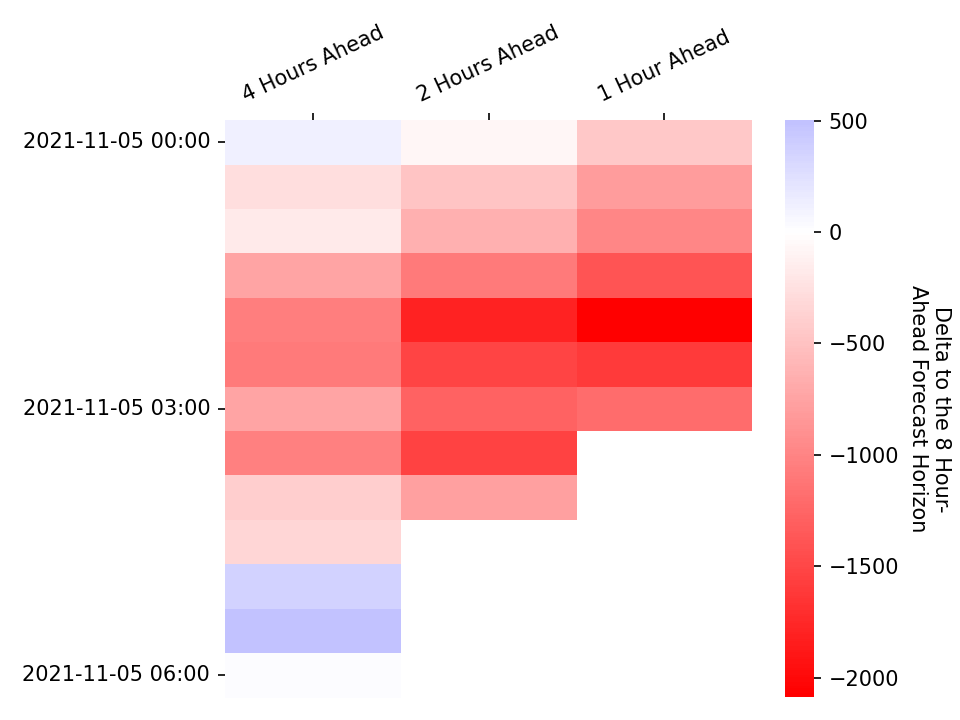 4 Hours Ahead
2 Hours Ahead
1 Hour Ahead
2021-11-05 00:00
2021-11-05 03:00
2021-11-05 06:00
500
0
−500
−1000
−1500
−2000
Delta to the 8 Hour-
Ahead Forecast Horizon